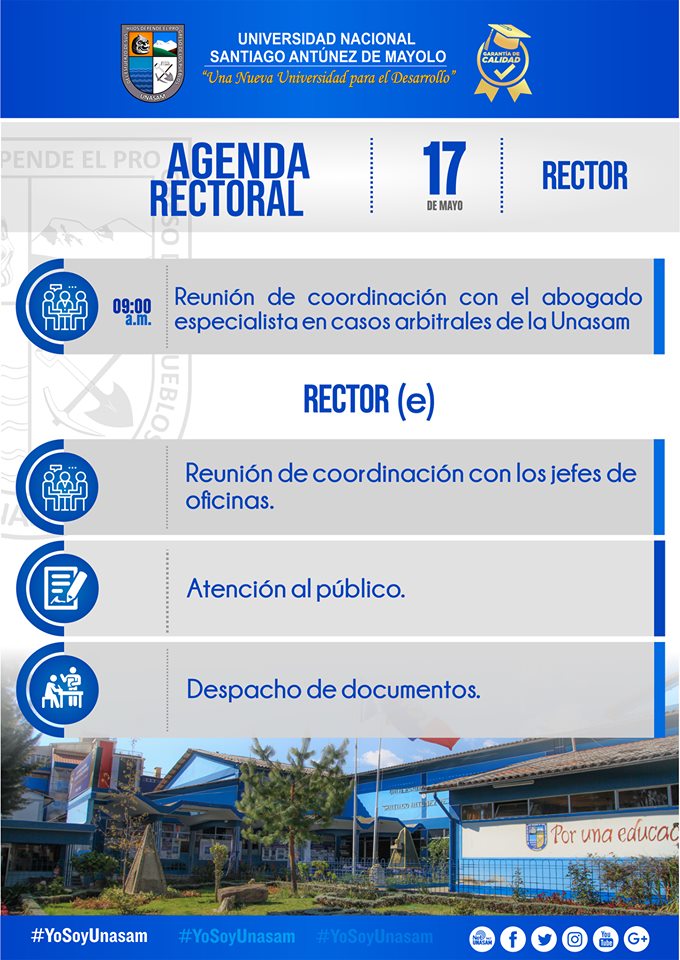 UNIVERSIDAD NACIONAL
SANTIAGO ANTÚNEZ DE MAYOLO
“Una Nueva Universidad para el Desarrollo”
UNASAM
GARANTÍA DE
CALIDAD
PENDE EL PRO
AGENDA
RECTORAL
17
DE MAYO
RECTOR
09:00
a.m.
Reunión de coordinación con el abogado
especialista en casos arbitrales de la Unasam
RECTOR (e)
Reunión de coordinación con los jefes de
oficinas.
Atención al público.
Despacho de documentos.
Por una educac
#YoSoyUnasam
#YoSoyUnasam
#YoSoyUnasam
UNASAM
You
Tube
G+